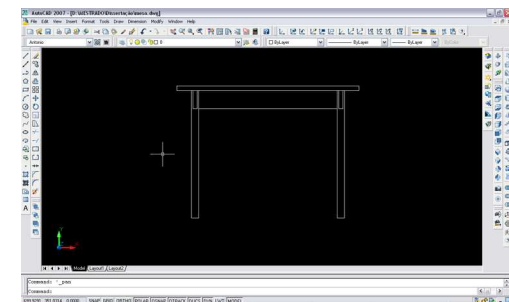 AutoCAD 2007 - [D:\MESTRADO\Dissertação\mesa.dwg]
File Edit View Insert Format Tools Draw Dimension Modify Window Help
ByLayer ByLayer ByLayer
Model Layout1 Layout2
Command: '_pan
Command:
SNAP GRID ORTHO POLAR OSNAP OTRACK DUCS DYN LWT MODEL